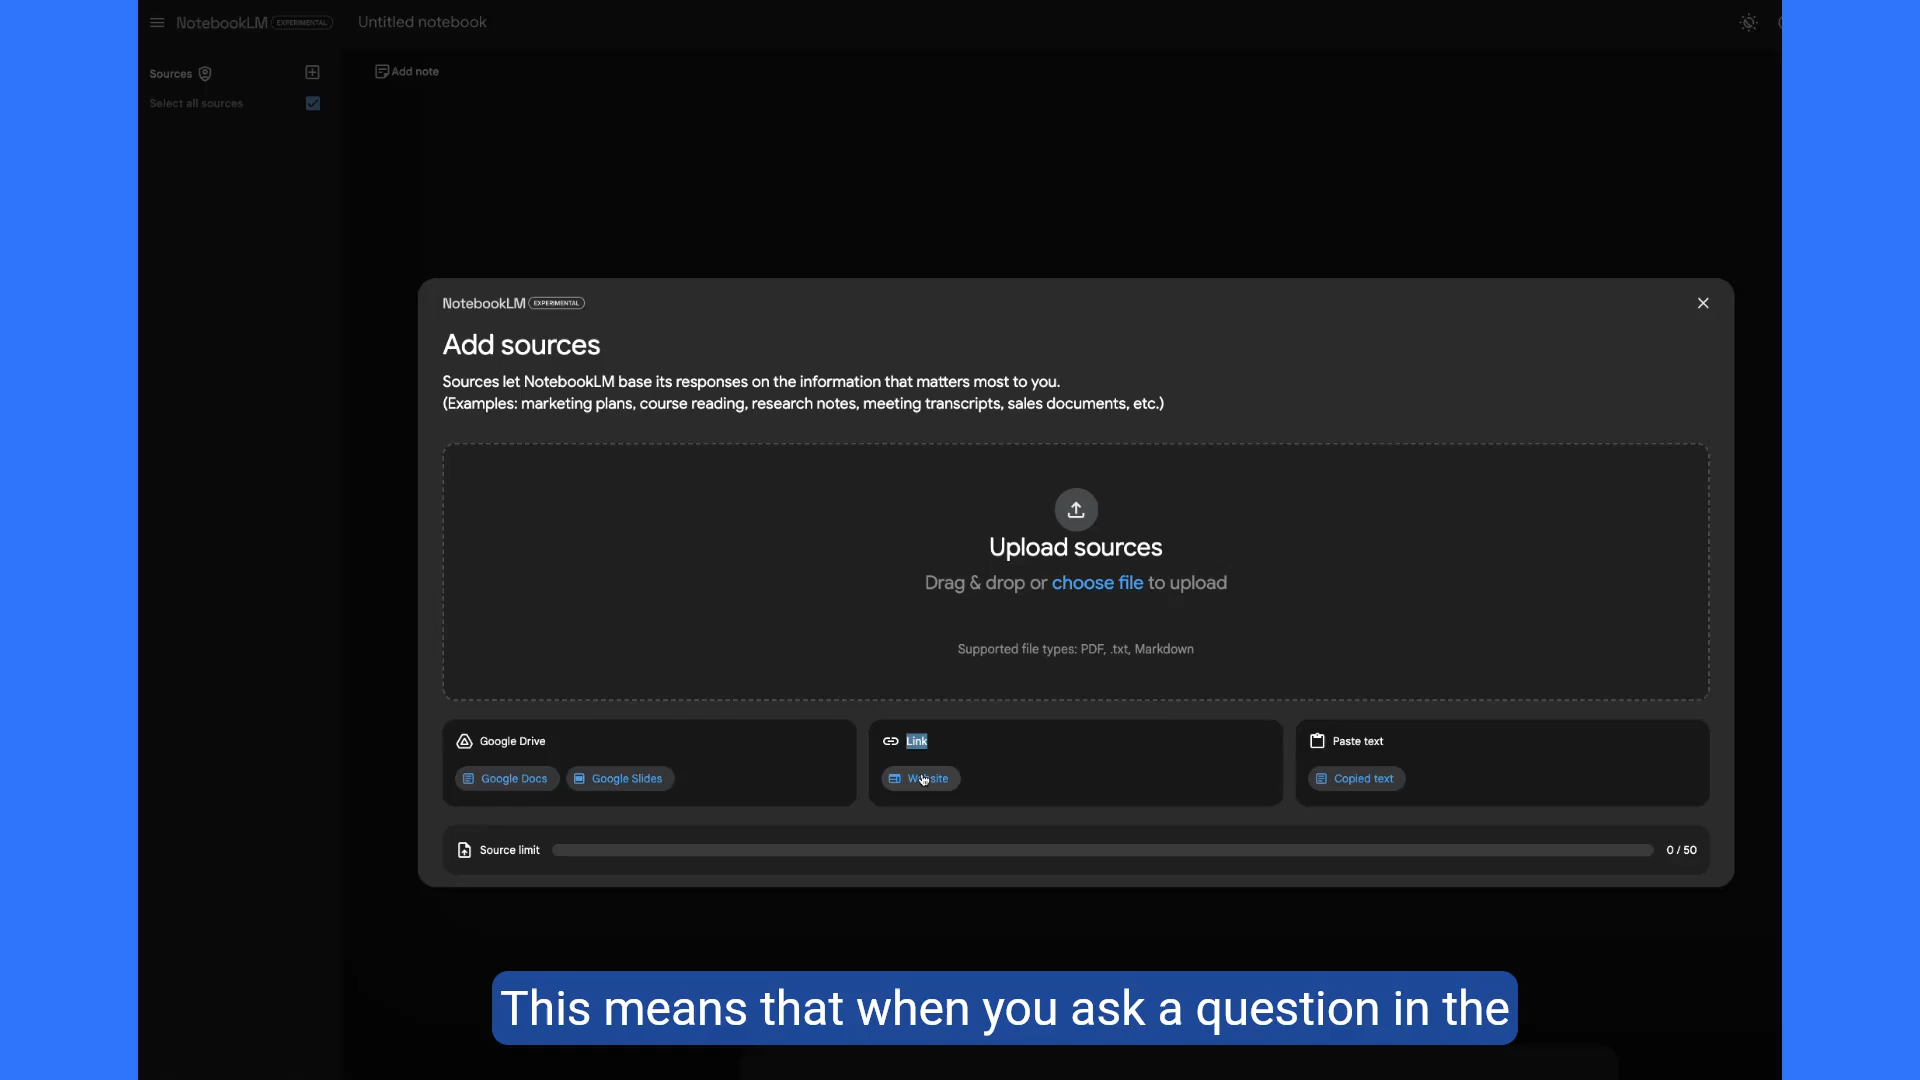 NotebookLM EXPERIMENTAL
Untitled notebook
Sources
Select all sources
Add note
NotebookLM EXPERIMENTAL
Add sources
Sources let NotebookLM base its responses on the information that matters most to you.
(Examples: marketing plans, course reading, research notes, meeting transcripts, sales documents, etc.)
Upload sources
Drag & drop or choose file to upload
Supported file types: PDF, .txt, Markdown
Google Drive
Google Docs
Google Slides
Link
Website
Paste text
Copied text
Source limit
0 / 50
This means that when you ask a question in the